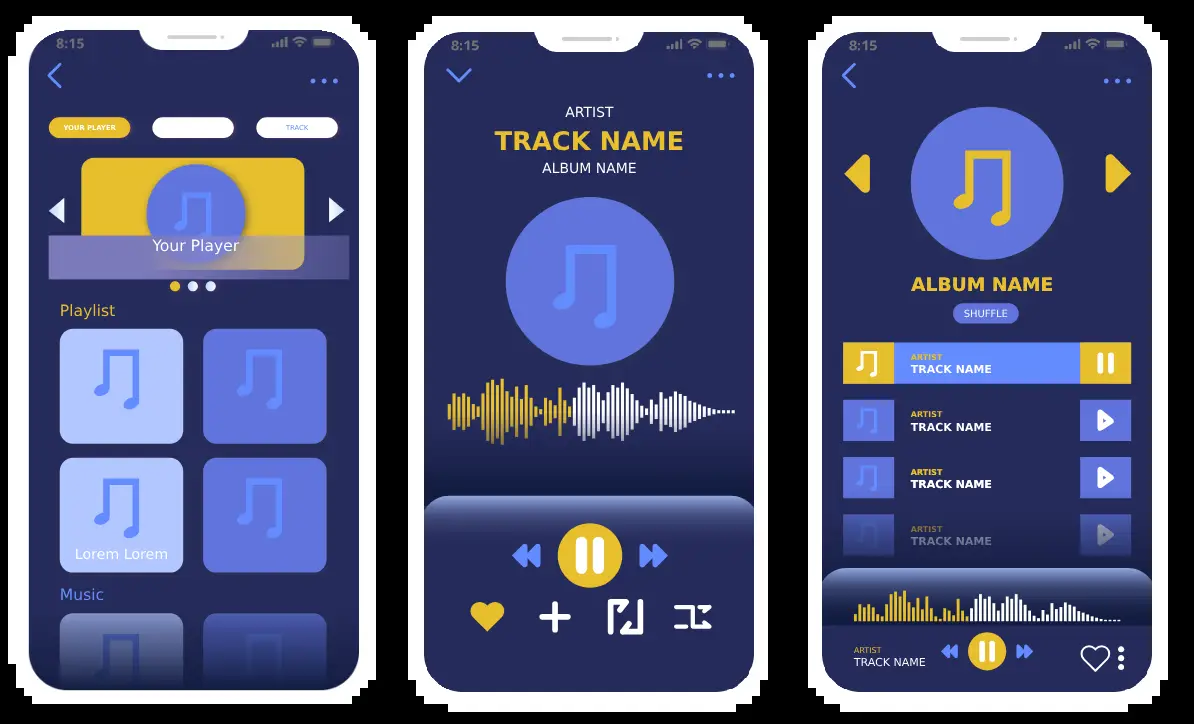 8:15
YOUR PLAYER
TRACK
Your Player
Playlist
Lorem Lorem
Music
8:15
ARTIST
TRACK NAME
ALBUM NAME
8:15
ALBUM NAME
SHUFFLE
ARTIST
TRACK NAME
ARTIST
TRACK NAME
ARTIST
TRACK NAME
ARTIST
TRACK NAME
ARTIST
TRACK NAME